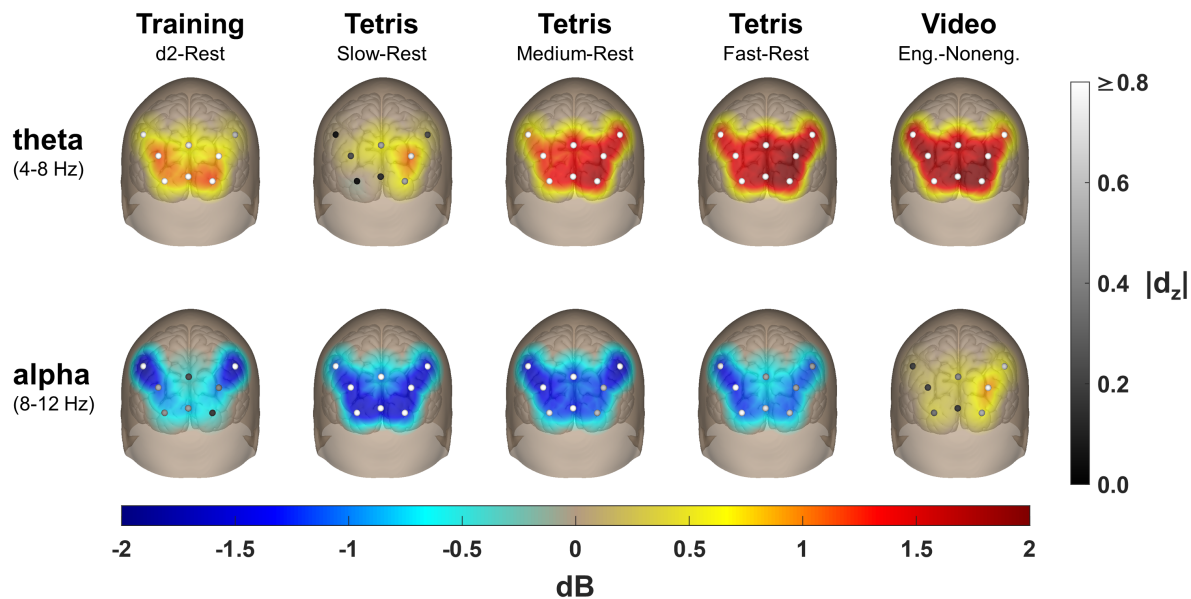 Training Tetris Tetris Tetris Video
d2-Rest Slow-Rest Medium-Rest Fast-Rest Eng.-Noneng.
theta
(4-8 Hz)
alpha
(8-12 Hz)
≥0.8
0.6
0.4
0.2
0.0
|dz|
-2 -1.5 -1 -0.5 0 0.5 1 1.5 2
dB